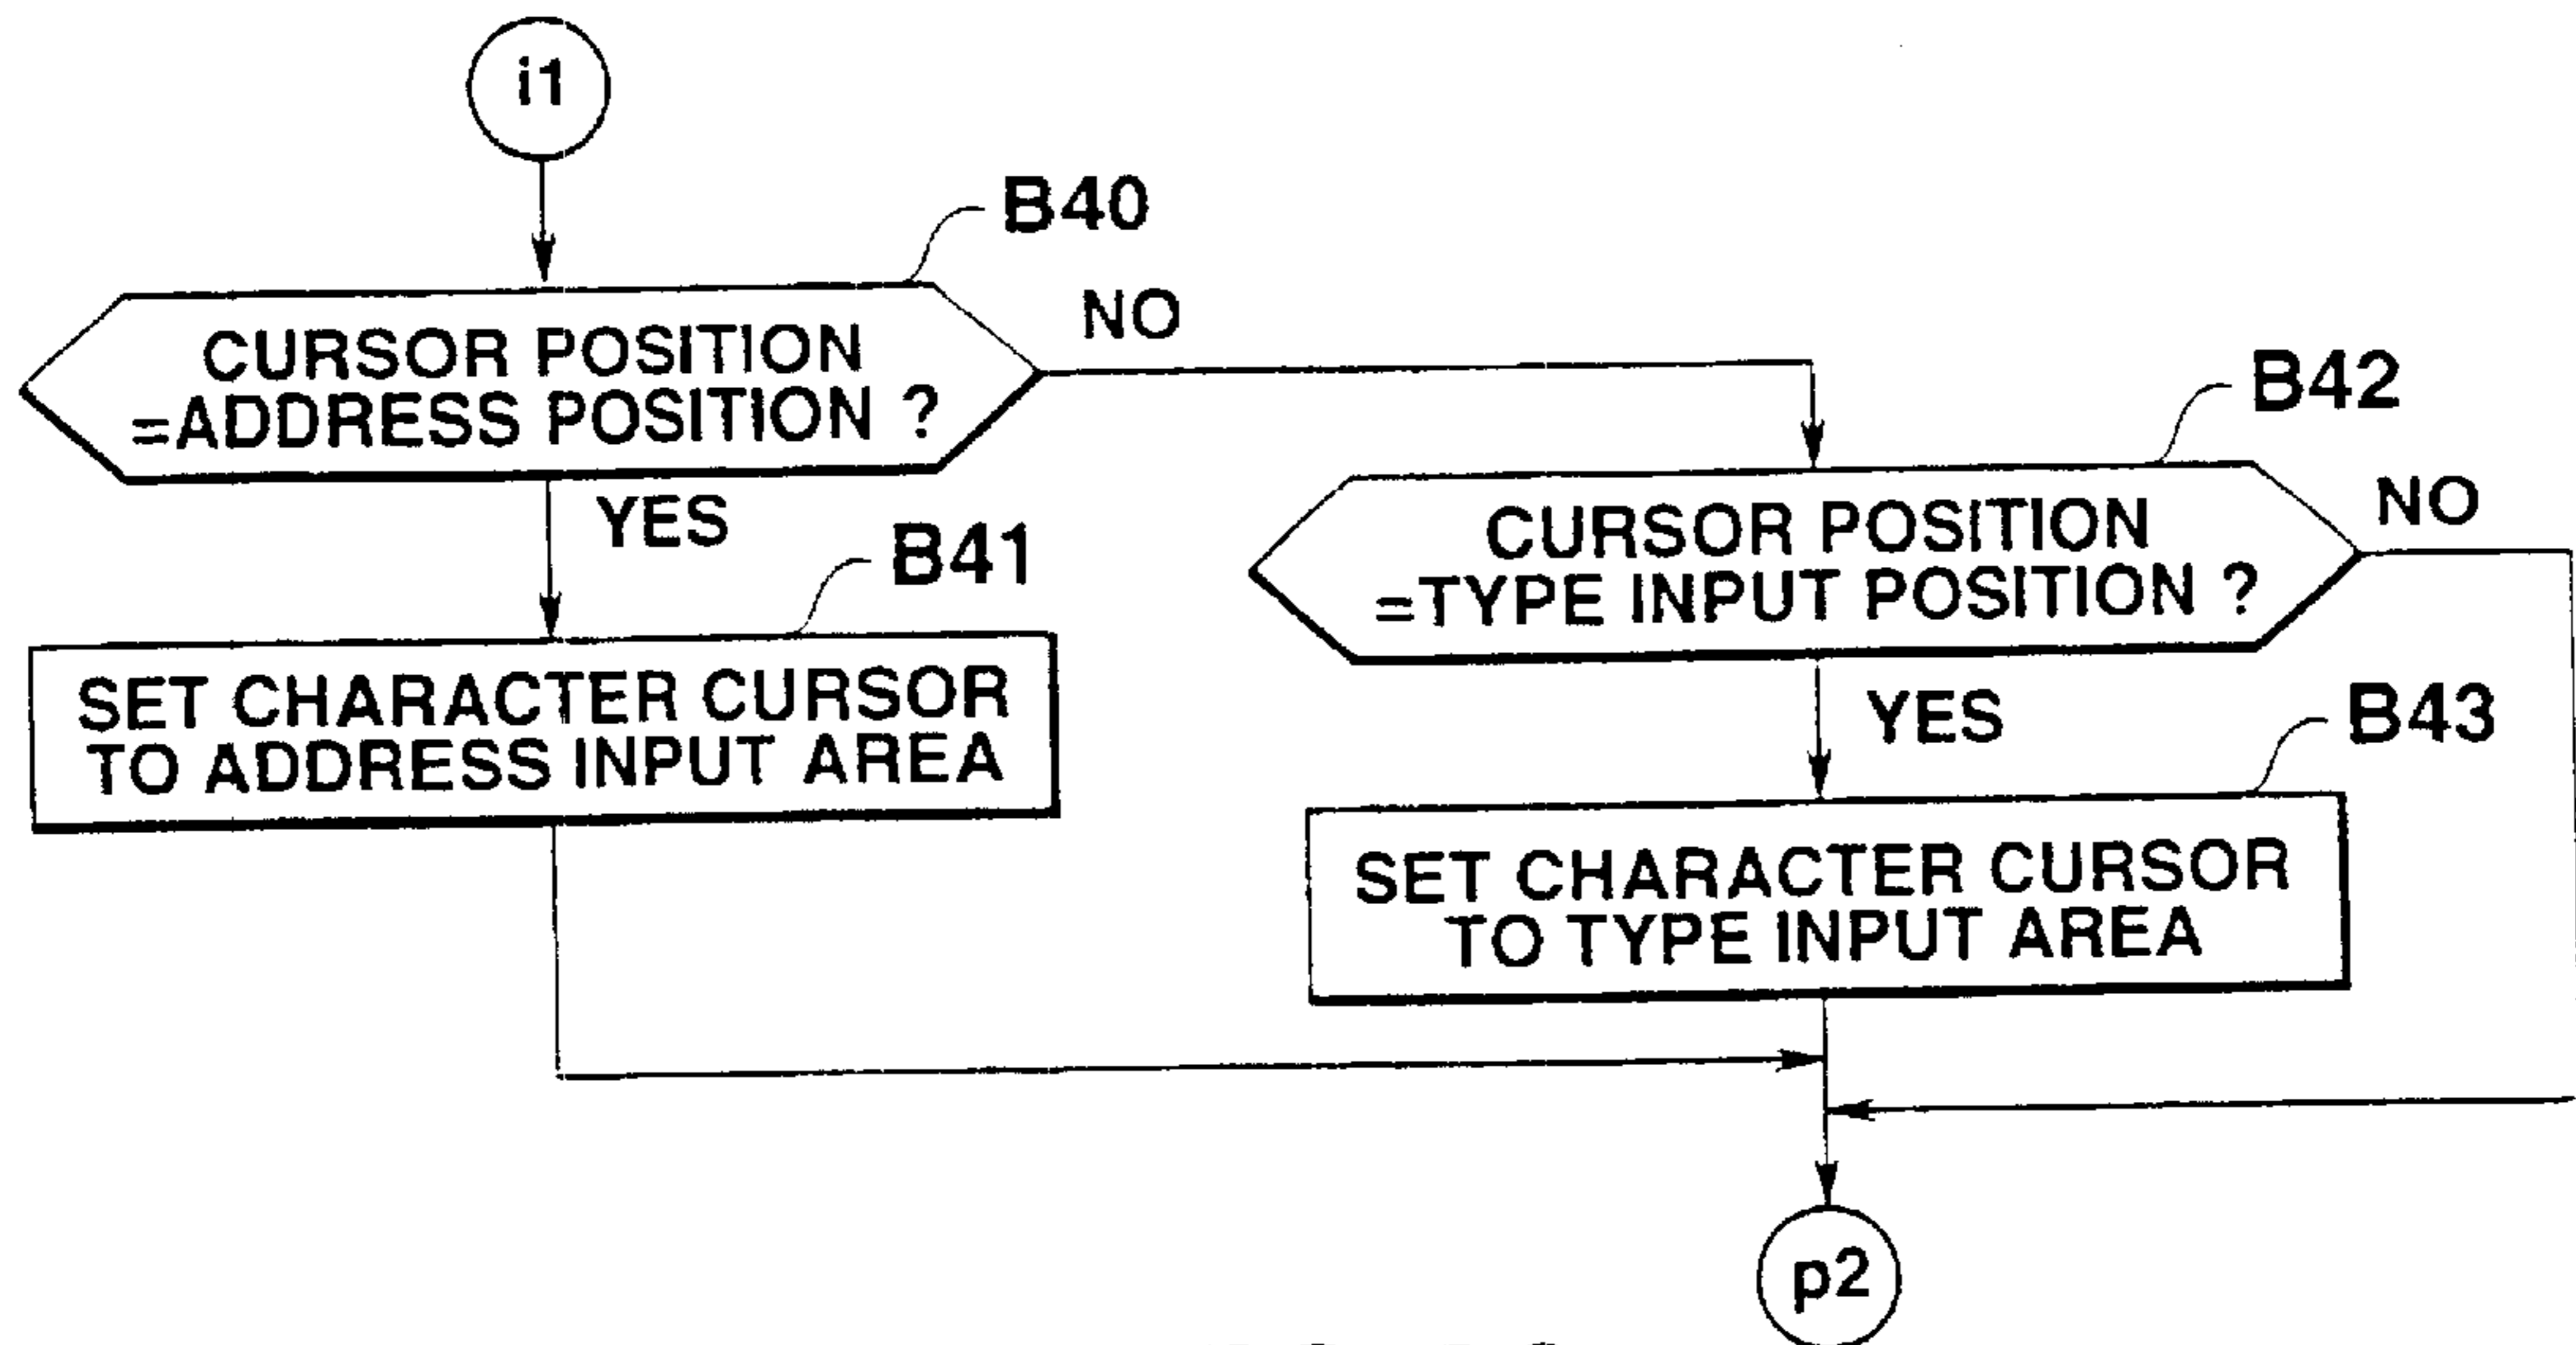 i1
B40
CURSOR POSITION
=ADDRESS POSITION ?
NO
YES
B41
SET CHARACTER CURSOR
TO ADDRESS INPUT AREA
B42
CURSOR POSITION
=TYPE INPUT POSITION ?
NO
YES
B43
SET CHARACTER CURSOR
TO TYPE INPUT AREA
p2